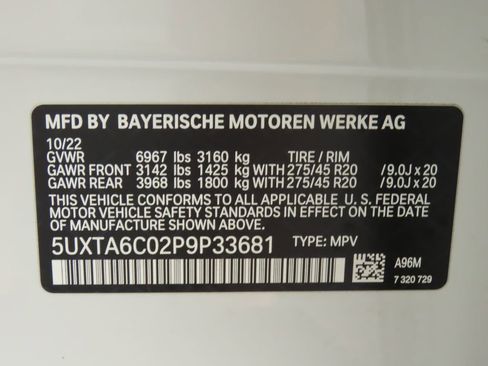 MFD BY BAYERISCHE MOTOREN WERKE AG
10/22
GVWR 6967 lbs 3160 kg TIRE / RIM
GAWR FRONT 3142 lbs 1425 kg WITH 275/45 R20 /9.0J x 20
GAWR REAR 3968 lbs 1800 kg WITH 275/45 R20 /9.0J x 20
THIS VEHICLE CONFORMS TO ALL APPLICABLE U. S. FEDERAL
MOTOR VEHICLE SAFETY STANDARDS IN EFFECT ON THE DATE
OF MANUFACTURE SHOWN ABOVE.
5UXTA6C02P9P33681 TYPE: MPV
A96M
7 320 729